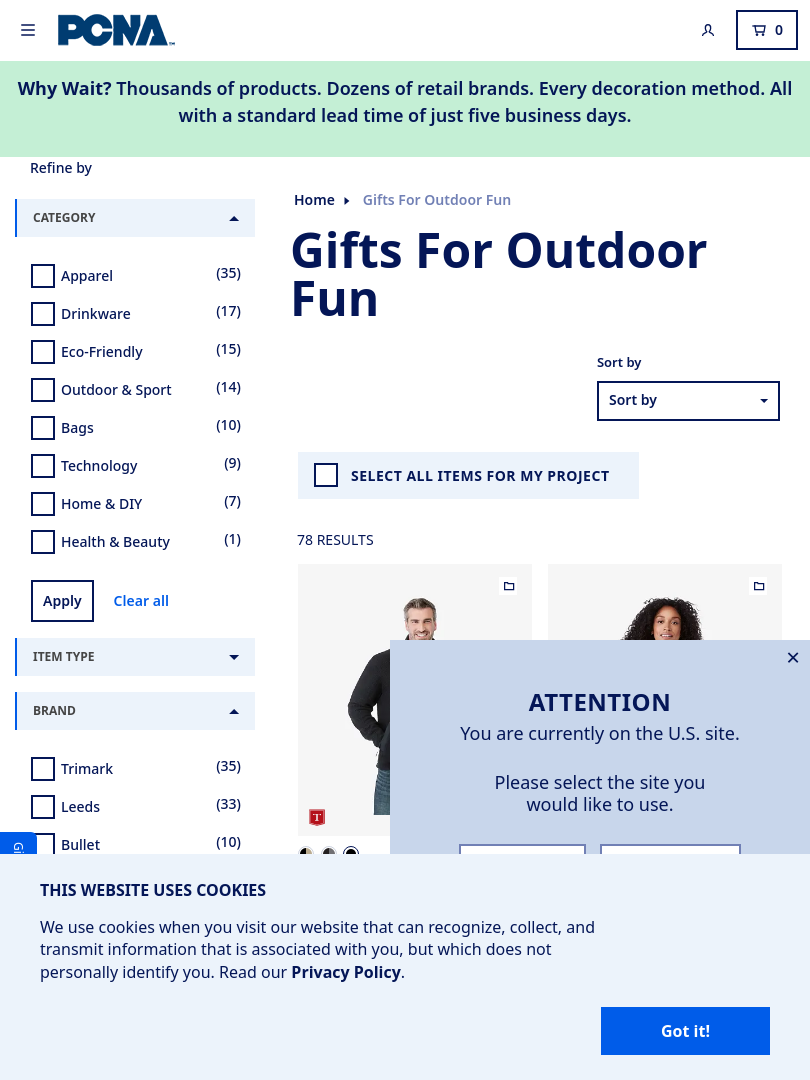 PCNA
0
Why Wait? Thousands of products. Dozens of retail brands. Every decoration method. All
with a standard lead time of just five business days.
Refine by
CATEGORY
Apparel (35)
Drinkware (17)
Eco-Friendly (15)
Outdoor & Sport (14)
Bags (10)
Technology (9)
Home & DIY (7)
Health & Beauty (1)
Apply Clear all
ITEM TYPE
BRAND
Trimark (35)
Leeds (33)
Bullet (10)
Home Gifts For Outdoor Fun
Gifts For Outdoor
Fun
Sort by
Sort by
SELECT ALL ITEMS FOR MY PROJECT
78 RESULTS
T
ATTENTION
You are currently on the U.S. site.
Please select the site you
would like to use.
THIS WEBSITE USES COOKIES
We use cookies when you visit our website that can recognize, collect, and
transmit information that is associated with you, but which does not
personally identify you. Read our Privacy Policy.
Got it!